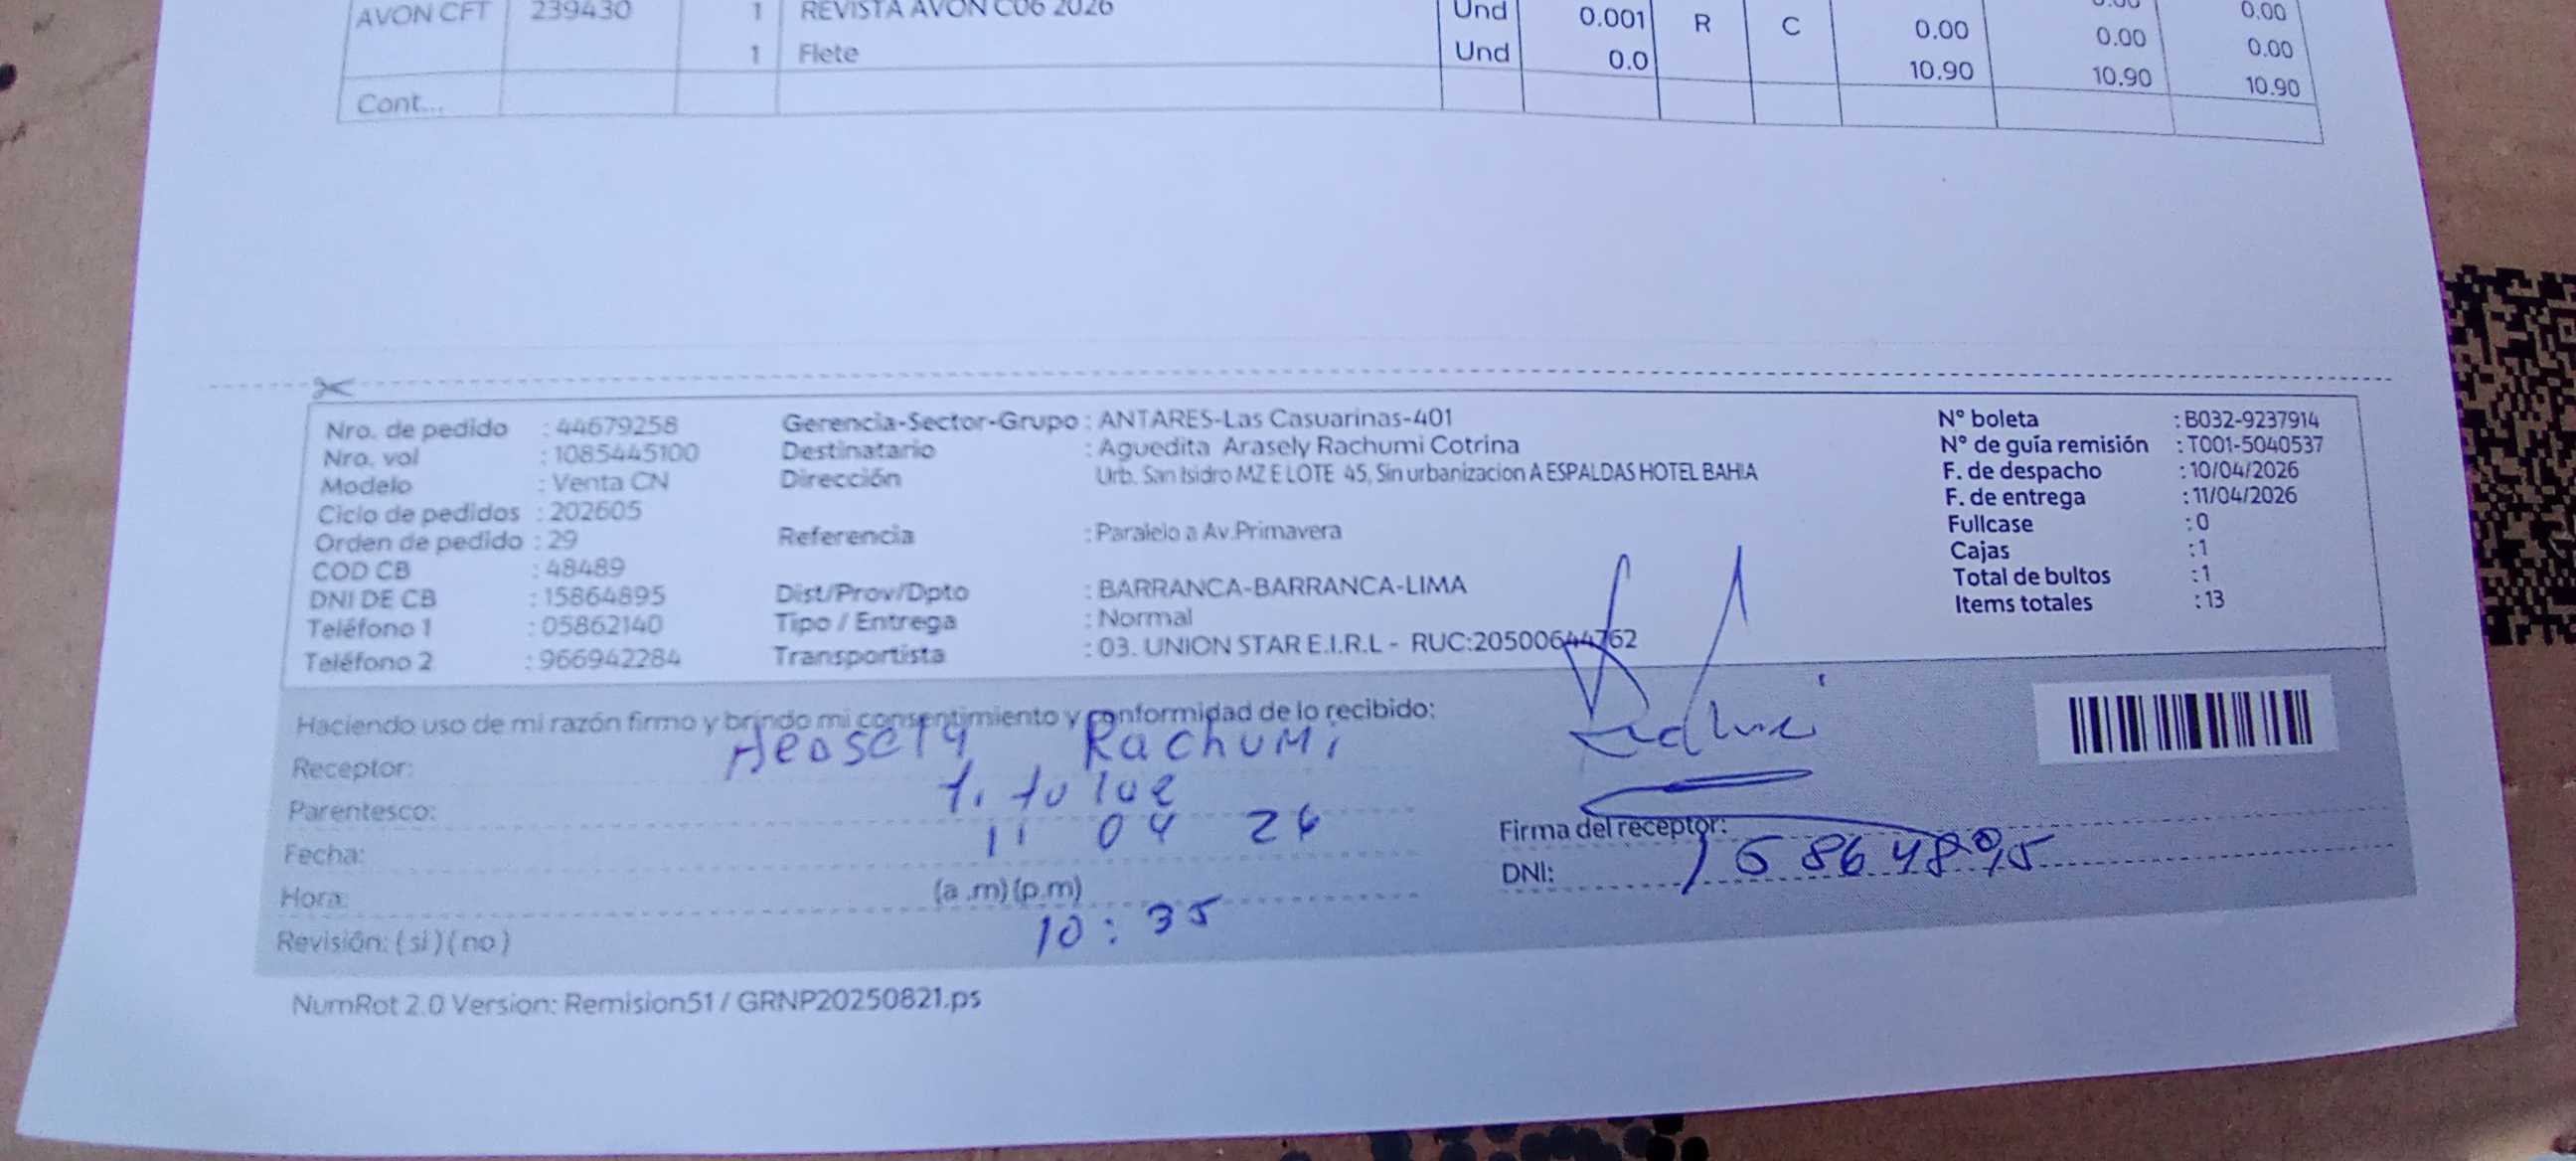 AVON CFT 239430 1 REVISTA AVON C06 2026 Und 0.001 R C 0.00 0.00 0.00
1 Flete Und 0.0 10.90 10.90 10.90
Cont...
Nro. de pedido : 44679258
Nro. vol : 1085445100
Modelo : Venta CN
Ciclo de pedidos : 202605
Orden de pedido : 29
COD CB : 48489
DNI DE CB : 15864895
Teléfono 1 : 05862140
Teléfono 2 : 966942284
Gerencia-Sector-Grupo : ANTARES-Las Casuarinas-401
Destinatario : Aguedita Arasely Rachumi Cotrina
Dirección Urb. San Isidro MZ E LOTE 45, Sin urbanizacion A ESPALDAS HOTEL BAHIA
Referencia : Paralelo a Av.Primavera
Dist/Prov/Dpto : BARRANCA-BARRANCA-LIMA
Tipo / Entrega : Normal
Transportista : 03. UNION STAR E.I.R.L - RUC:20500644762
N° boleta : B032-9237914
N° de guía remisión : T001-5040537
F. de despacho : 10/04/2026
F. de entrega : 11/04/2026
Fullcase : 0
Cajas : 1
Total de bultos : 1
Items totales : 13
Haciendo uso de mi razón firmo y brindo mi consentimiento y conformidad de lo recibido:
Receptor: Rachumi
Parentesco: titular
Fecha: 11 04 26
Hora: (a .m) (p.m)
10:35
Revisión: ( si ) ( no )
Firma del receptor:
DNI: 15864895
NumRot 2.0 Version: Remision51 / GRNP20250821.ps